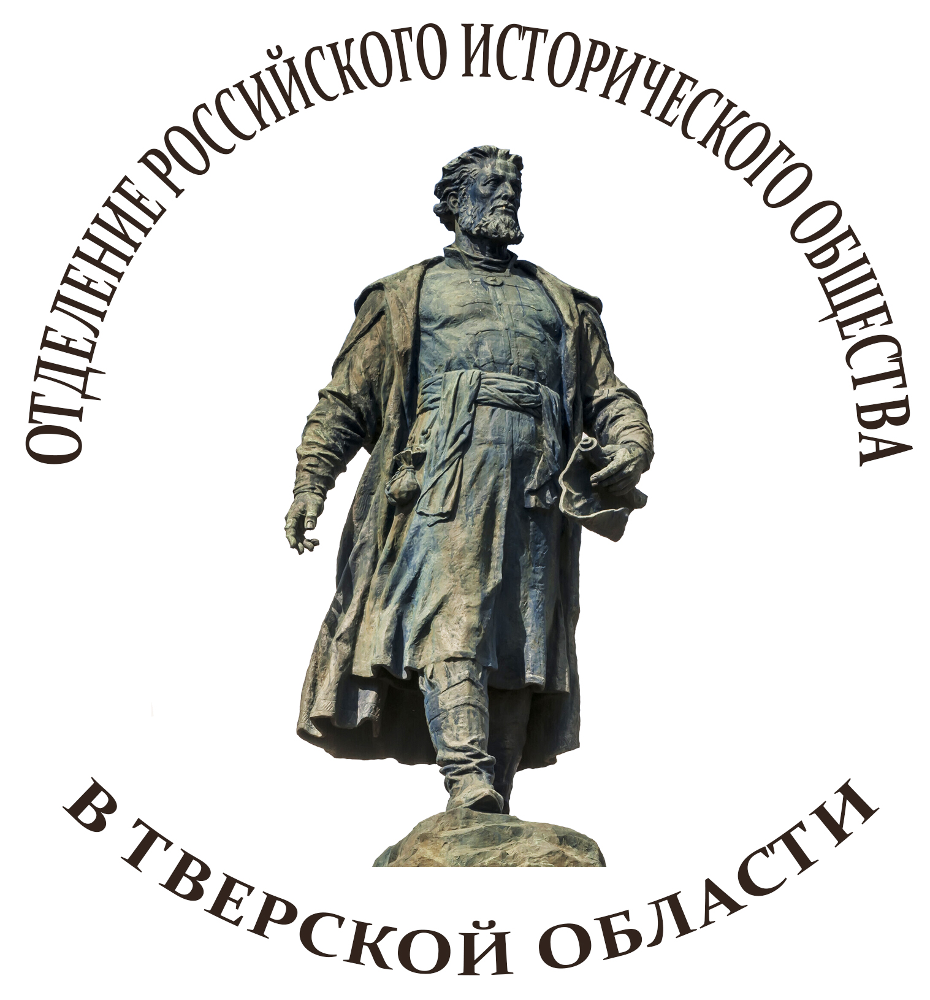 ОТДЕЛЕНИЕ РОССИЙСКОГО ИСТОРИЧЕСКОГО ОБЩЕСТВА
В ТВЕРСКОЙ ОБЛАСТИ